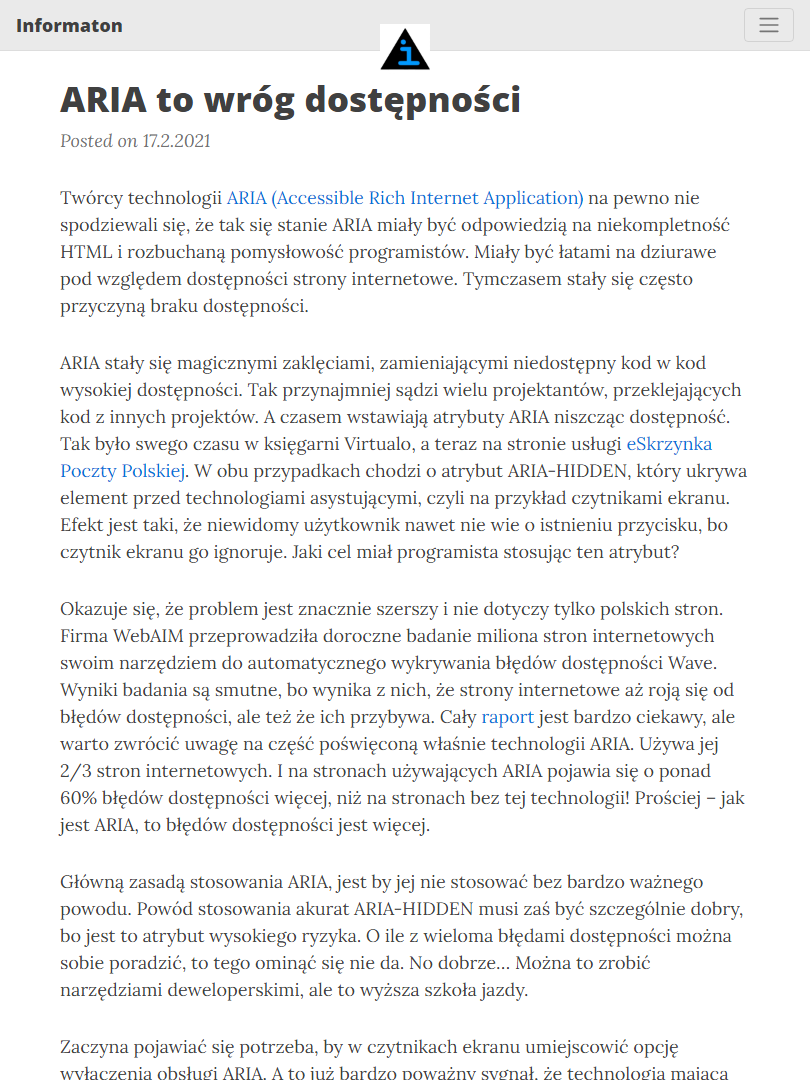 Informaton
i
ARIA to wróg dostępności
Posted on 17.2.2021
Twórcy technologii ARIA (Accessible Rich Internet Application) na pewno nie
spodziewali się, że tak się stanie ARIA miały być odpowiedzią na niekompletność
HTML i rozbuchaną pomysłowość programistów. Miały być łatami na dziurawe
pod względem dostępności strony internetowe. Tymczasem stały się często
przyczyną braku dostępności.
ARIA stały się magicznymi zaklęciami, zamieniającymi niedostępny kod w kod
wysokiej dostępności. Tak przynajmniej sądzi wielu projektantów, przeklejających
kod z innych projektów. A czasem wstawiają atrybuty ARIA niszcząc dostępność.
Tak było swego czasu w księgarni Virtualo, a teraz na stronie usługi eSkrzynka
Poczty Polskiej. W obu przypadkach chodzi o atrybut ARIA-HIDDEN, który ukrywa
element przed technologiami asystującymi, czyli na przykład czytnikami ekranu.
Efekt jest taki, że niewidomy użytkownik nawet nie wie o istnieniu przycisku, bo
czytnik ekranu go ignoruje. Jaki cel miał programista stosując ten atrybut?
Okazuje się, że problem jest znacznie szerszy i nie dotyczy tylko polskich stron.
Firma WebAIM przeprowadziła doroczne badanie miliona stron internetowych
swoim narzędziem do automatycznego wykrywania błędów dostępności Wave.
Wyniki badania są smutne, bo wynika z nich, że strony internetowe aż roją się od
błędów dostępności, ale też że ich przybywa. Cały raport jest bardzo ciekawy, ale
warto zwrócić uwagę na część poświęconą właśnie technologii ARIA. Używa jej
2/3 stron internetowych. I na stronach używających ARIA pojawia się o ponad
60% błędów dostępności więcej, niż na stronach bez tej technologii! Prościej – jak
jest ARIA, to błędów dostępności jest więcej.
Główną zasadą stosowania ARIA, jest by jej nie stosować bez bardzo ważnego
powodu. Powód stosowania akurat ARIA-HIDDEN musi zaś być szczególnie dobry,
bo jest to atrybut wysokiego ryzyka. O ile z wieloma błędami dostępności można
sobie poradzić, to tego ominąć się nie da. No dobrze… Można to zrobić
narzędziami deweloperskimi, ale to wyższa szkoła jazdy.
Zaczyna pojawiać się potrzeba, by w czytnikach ekranu umiejscowić opcję
wyłączenia obsługi ARIA. A to już bardzo poważny sygnał, że technologia mająca